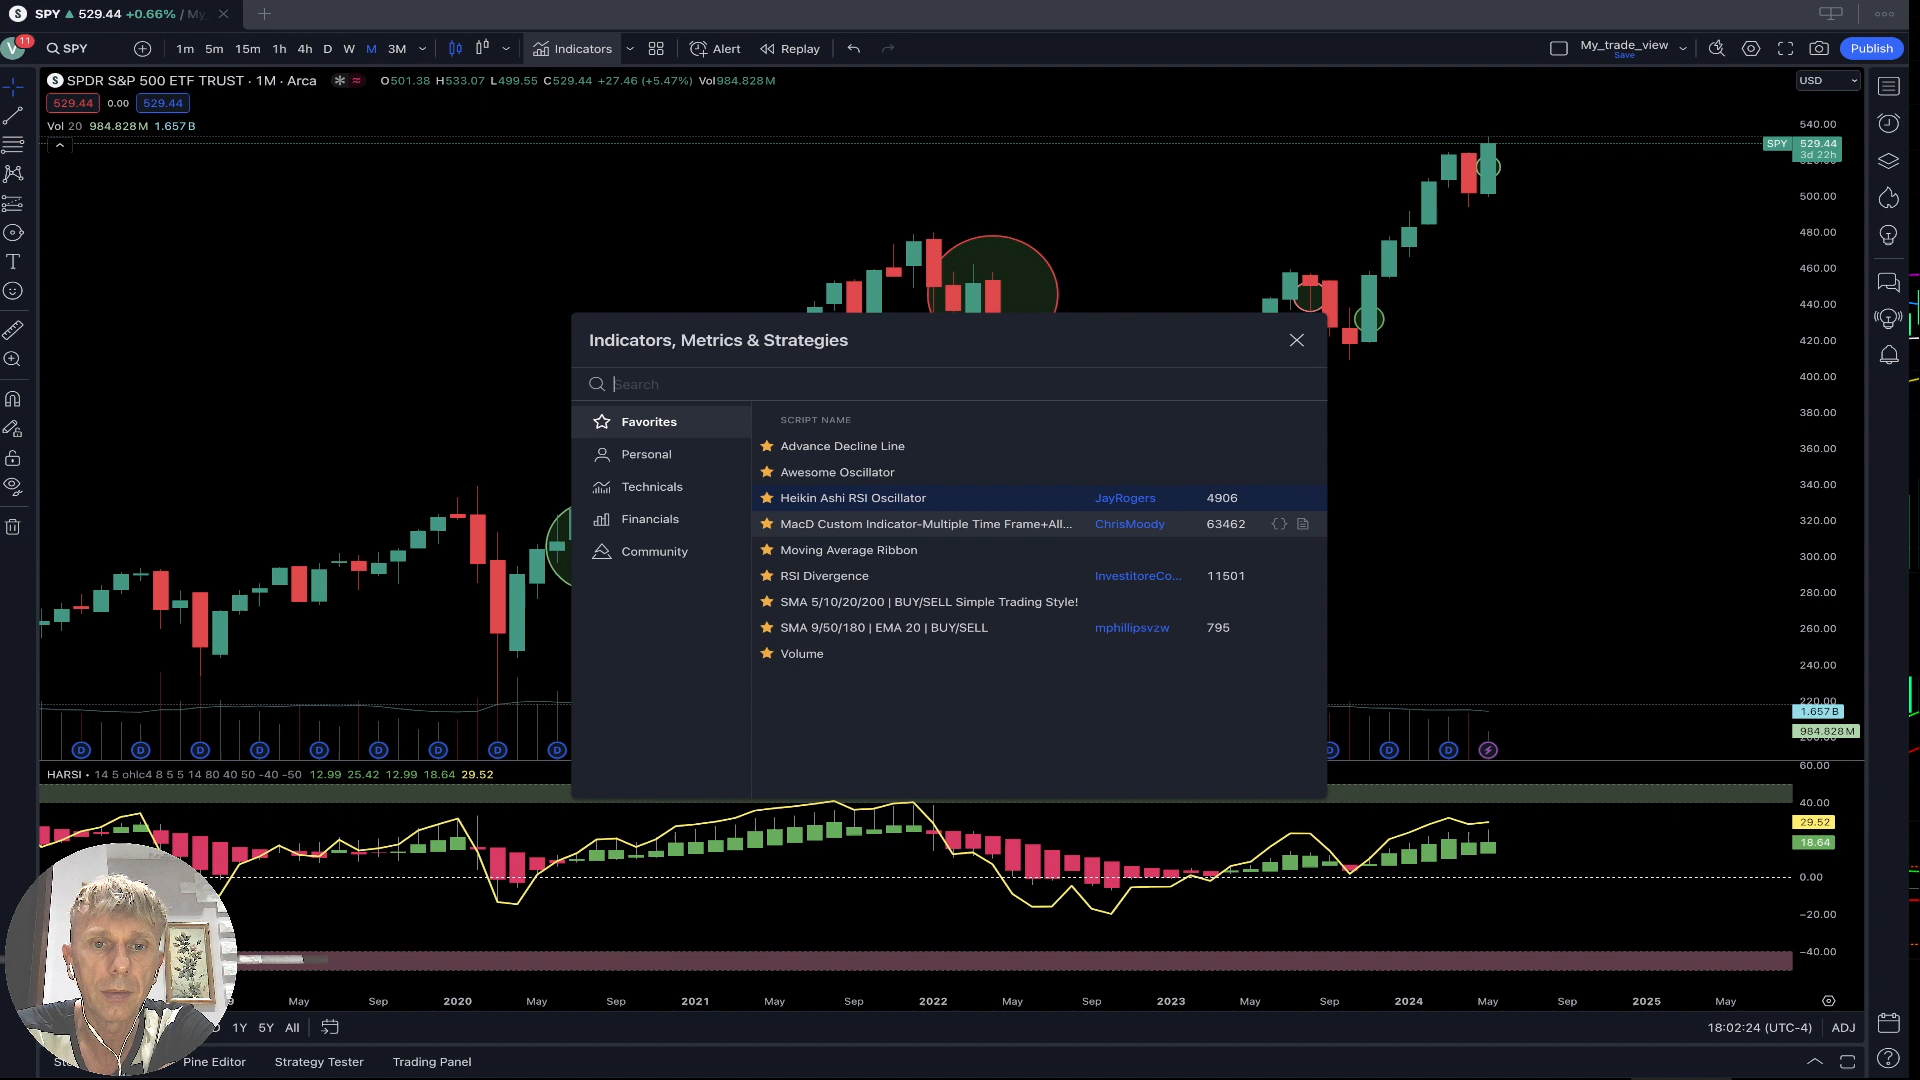 SPY ▲ 529.44 +0.66% / My_
V 11 SPY 1m 5m 15m 1h 4h D W M 3M Indicators Alert Replay My_trade_view Save Publish
SPDR S&P 500 ETF TRUST · 1M · Arca O501.38 H533.07 L499.55 C529.44 +27.46 (+5.47%) Vol984.828M USD
529.44 0.00 529.44
Vol 20 984.828M 1.657B
540.00
SPY 529.44
3d 22h
500.00
480.00
460.00
440.00
420.00
400.00
380.00
360.00
340.00
320.00
300.00
280.00
260.00
240.00
220.00
1.657B
984.828M
Indicators, Metrics & Strategies
Search
Favorites
Personal
Technicals
Financials
Community
SCRIPT NAME
Advance Decline Line
Awesome Oscillator
Heikin Ashi RSI Oscillator JayRogers 4906
MacD Custom Indicator-Multiple Time Frame+All... ChrisMoody 63462
Moving Average Ribbon
RSI Divergence InvestitoreCo... 11501
SMA 5/10/20/200 | BUY/SELL Simple Trading Style!
SMA 9/50/180 | EMA 20 | BUY/SELL mphillipsvzw 795
Volume
D D D D D D D D D D D D
HARSI • 14 5 ohlc4 8 5 5 14 80 40 50 -40 -50 12.99 25.42 12.99 18.64 29.52
60.00
40.00
29.52
18.64
0.00
−20.00
−40.00
May Sep 2020 May Sep 2021 May Sep 2022 May Sep 2023 May Sep 2024 May Sep 2025 May
1Y 5Y All 18:02:24 (UTC-4) ADJ
Pine Editor Strategy Tester Trading Panel